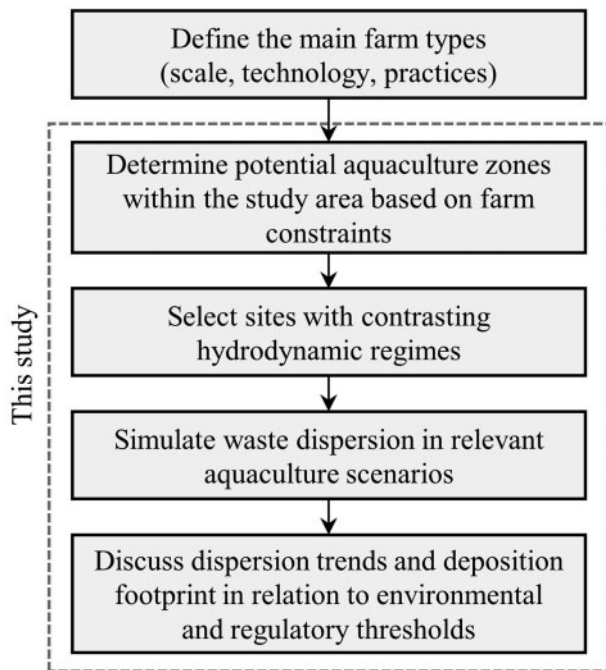 Define the main farm types
(scale, technology, practices)
Determine potential aquaculture zones
within the study area based on farm
constraints
Select sites with contrasting
hydrodynamic regimes
Simulate waste dispersion in relevant
aquaculture scenarios
Discuss dispersion trends and deposition
footprint in relation to environmental
and regulatory thresholds
This study